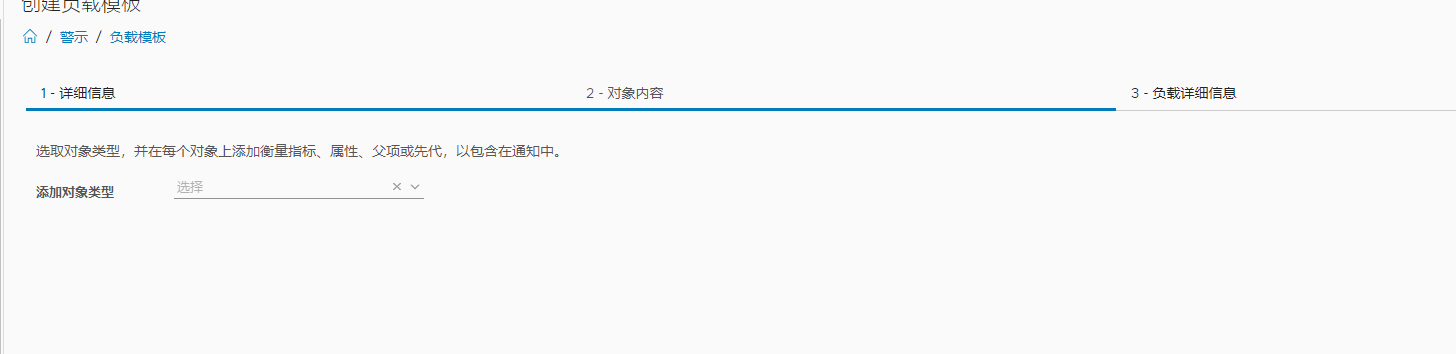 创建负载模板
/ 警示 / 负载模板
1 - 详细信息
2 - 对象内容
3 - 负载详细信息
选取对象类型，并在每个对象上添加衡量指标、属性、父项或先代，以包含在通知中。
添加对象类型
选择